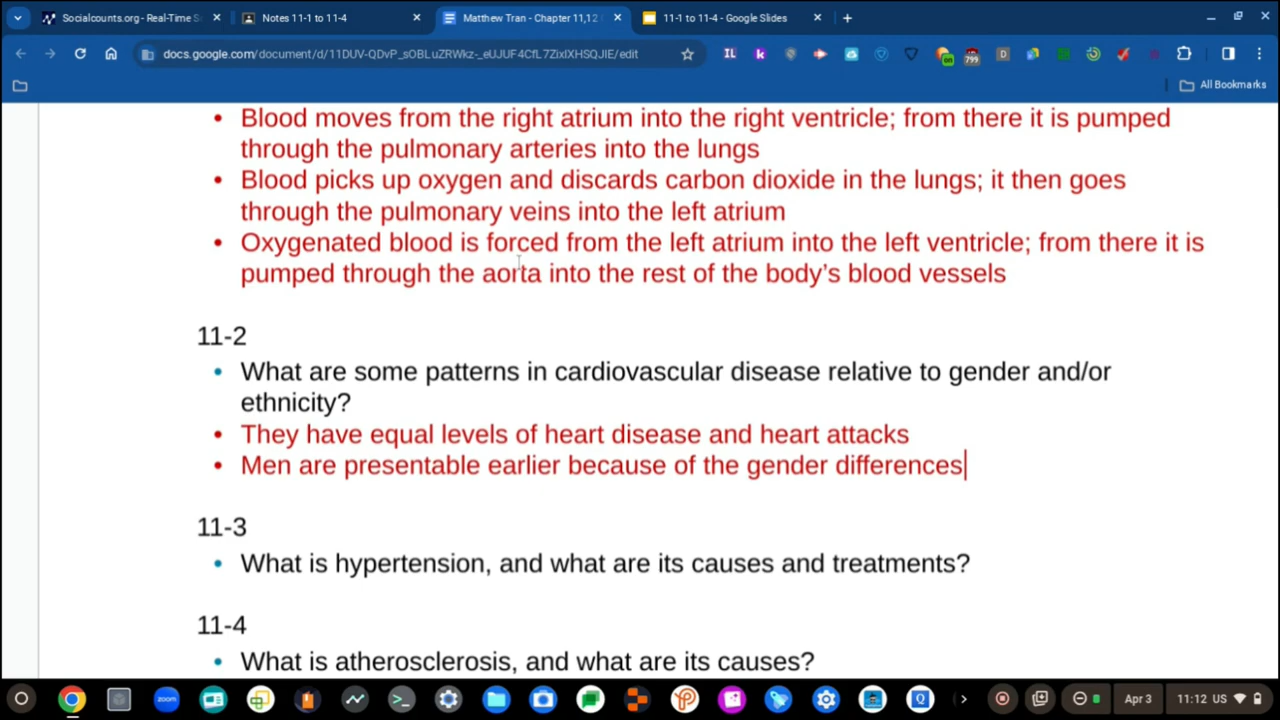 Socialcounts.org - Real-Time S
Notes 11-1 to 11-4
Matthew Tran - Chapter 11,12
11-1 to 11-4 - Google Slides
docs.google.com/document/d/11DUV-QDvP_sOBLuZRWkz-_eUJUF4CfL7ZixIXHSQJIE/edit
All Bookmarks
• Blood moves from the right atrium into the right ventricle; from there it is pumped
through the pulmonary arteries into the lungs
• Blood picks up oxygen and discards carbon dioxide in the lungs; it then goes
through the pulmonary veins into the left atrium
• Oxygenated blood is forced from the left atrium into the left ventricle; from there it is
pumped through the aorta into the rest of the body’s blood vessels
11-2
• What are some patterns in cardiovascular disease relative to gender and/or
ethnicity?
• They have equal levels of heart disease and heart attacks
• Men are presentable earlier because of the gender differences
11-3
• What is hypertension, and what are its causes and treatments?
11-4
• What is atherosclerosis, and what are its causes?
zoom
Apr 3
11:12 US